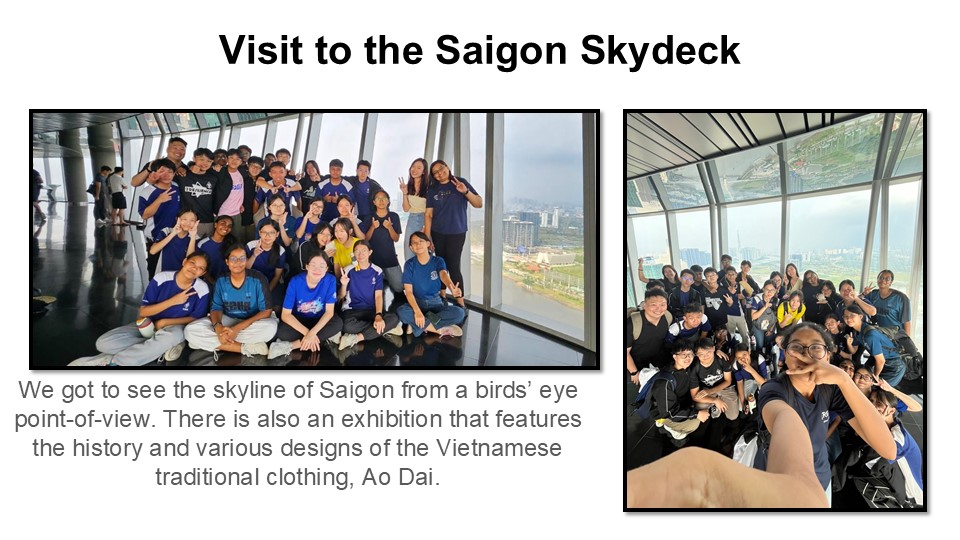 Visit to the Saigon Skydeck
We got to see the skyline of Saigon from a birds’ eye
point-of-view. There is also an exhibition that features
the history and various designs of the Vietnamese
traditional clothing, Ao Dai.